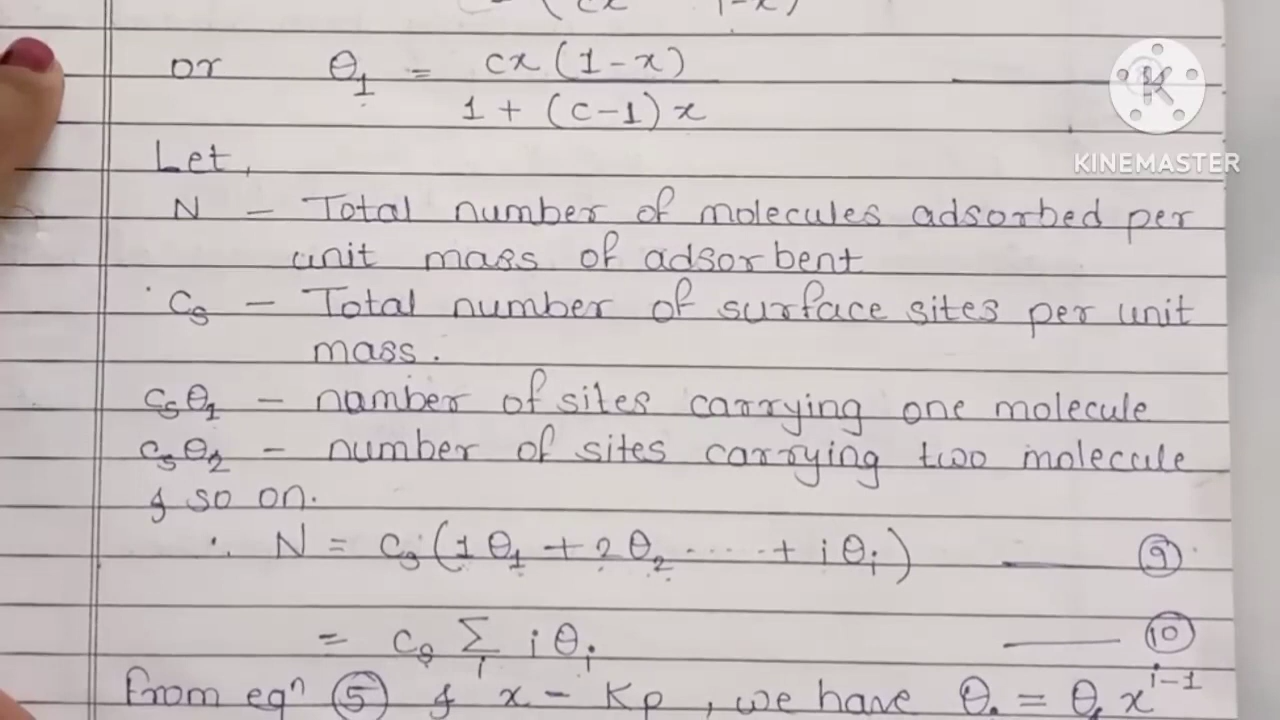 or θ₁ = cx (1-x) / 1 + (c-1) x
K
KINEMASTER
Let,
N - Total number of molecules adsorbed per
unit mass of adsorbent
Cs - Total number of surface sites per unit
mass.
Csθ₁ - number of sites carrying one molecule
Csθ₂ - number of sites carrying two molecule
& so on.
∴ N = Cs (1θ₁ + 2θ₂ ..... + iθᵢ) ⑨
= Cs Σᵢ iθᵢ ⑩
From eqⁿ ⑤ & x - Kp, we have θᵢ = θ₁ xⁱ⁻¹